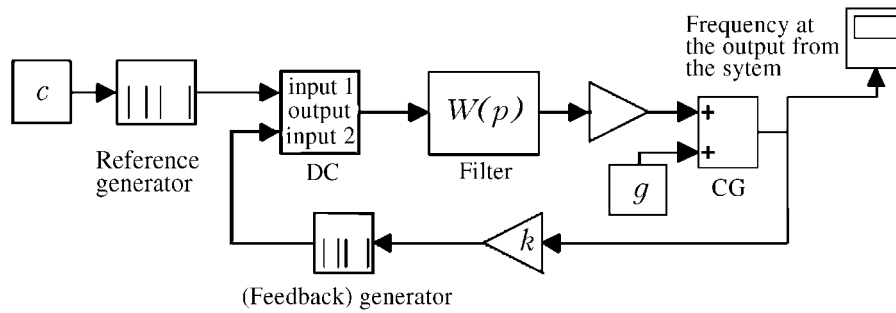 Frequency at
the output from
the sytem
c
input 1
output
input 2
W(p)
+
+
Reference
generator
DC
Filter
g
CG
k
(Feedback) generator